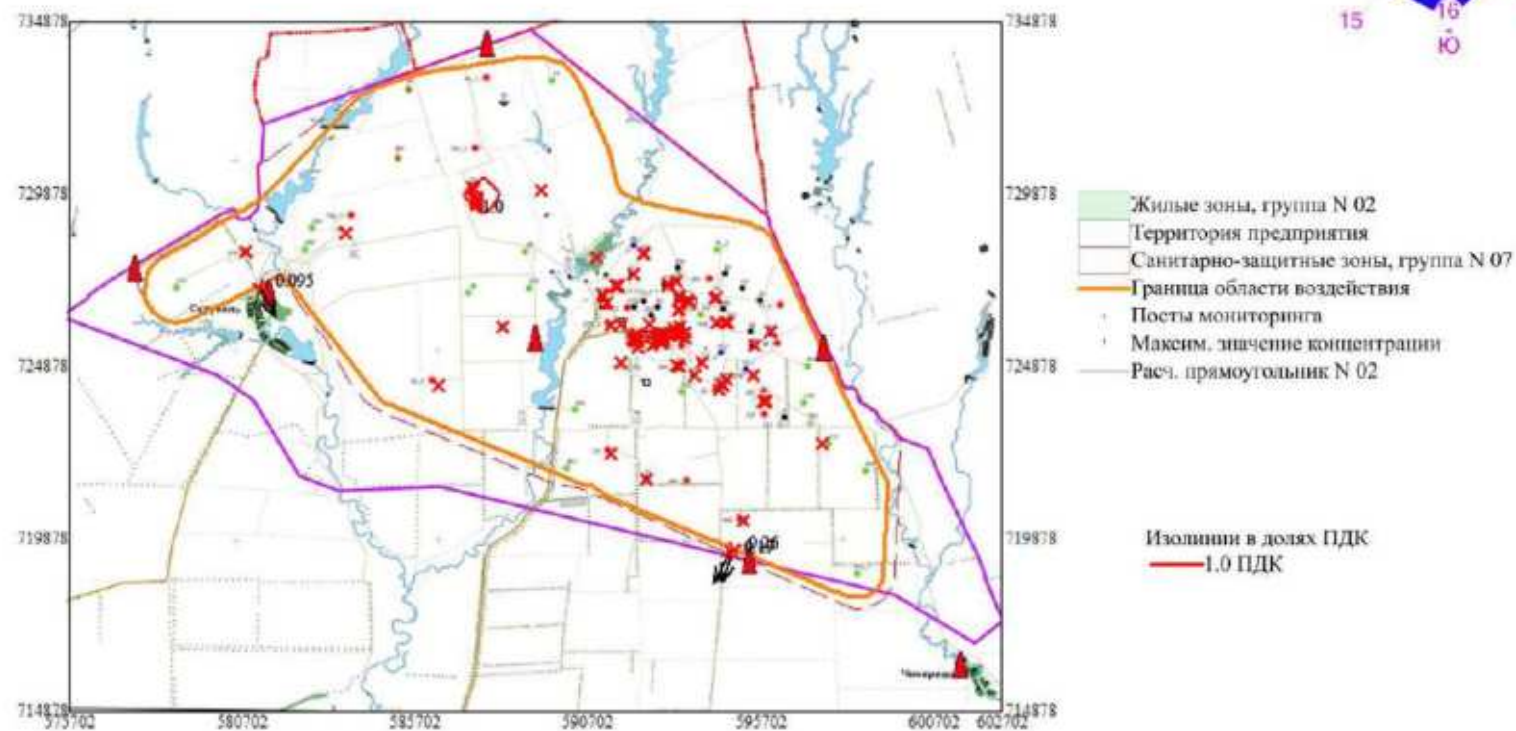 734878
734878
15
16
Ю
729878
729878
1.0
0.095
724878
724878
719878
719878
714878
714878
575702
580702
585702
590702
595702
600702
602702
Жилые зоны, группа N 02
Территория предприятия
Санитарно-защитные зоны, группа N 07
Граница области воздействия
Посты мониторинга
Максим. значение концентрации
Расч. прямоугольник N 02
Изолинии в долях ПДК
1.0 ПДК